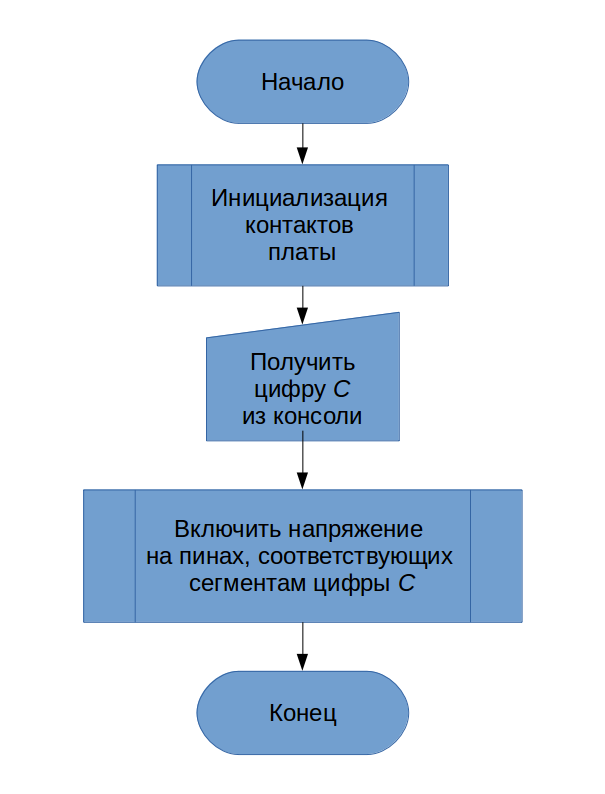 Начало
Инициализация
контактов
платы
Получить
цифру C
из консоли
Включить напряжение
на пинах, соответствующих
сегментам цифры C
Конец